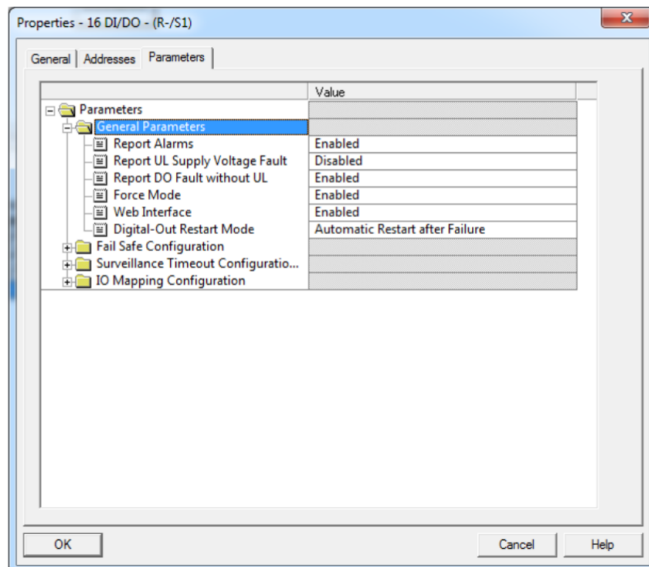 Properties - 16 DI/DO - (R-/S1)
General Addresses Parameters
Value
Parameters
General Parameters
Report Alarms Enabled
Report UL Supply Voltage Fault Disabled
Report DO Fault without UL Enabled
Force Mode Enabled
Web Interface Enabled
Digital-Out Restart Mode Automatic Restart after Failure
Fail Safe Configuration
Surveillance Timeout Configuratio...
IO Mapping Configuration
OK Cancel Help